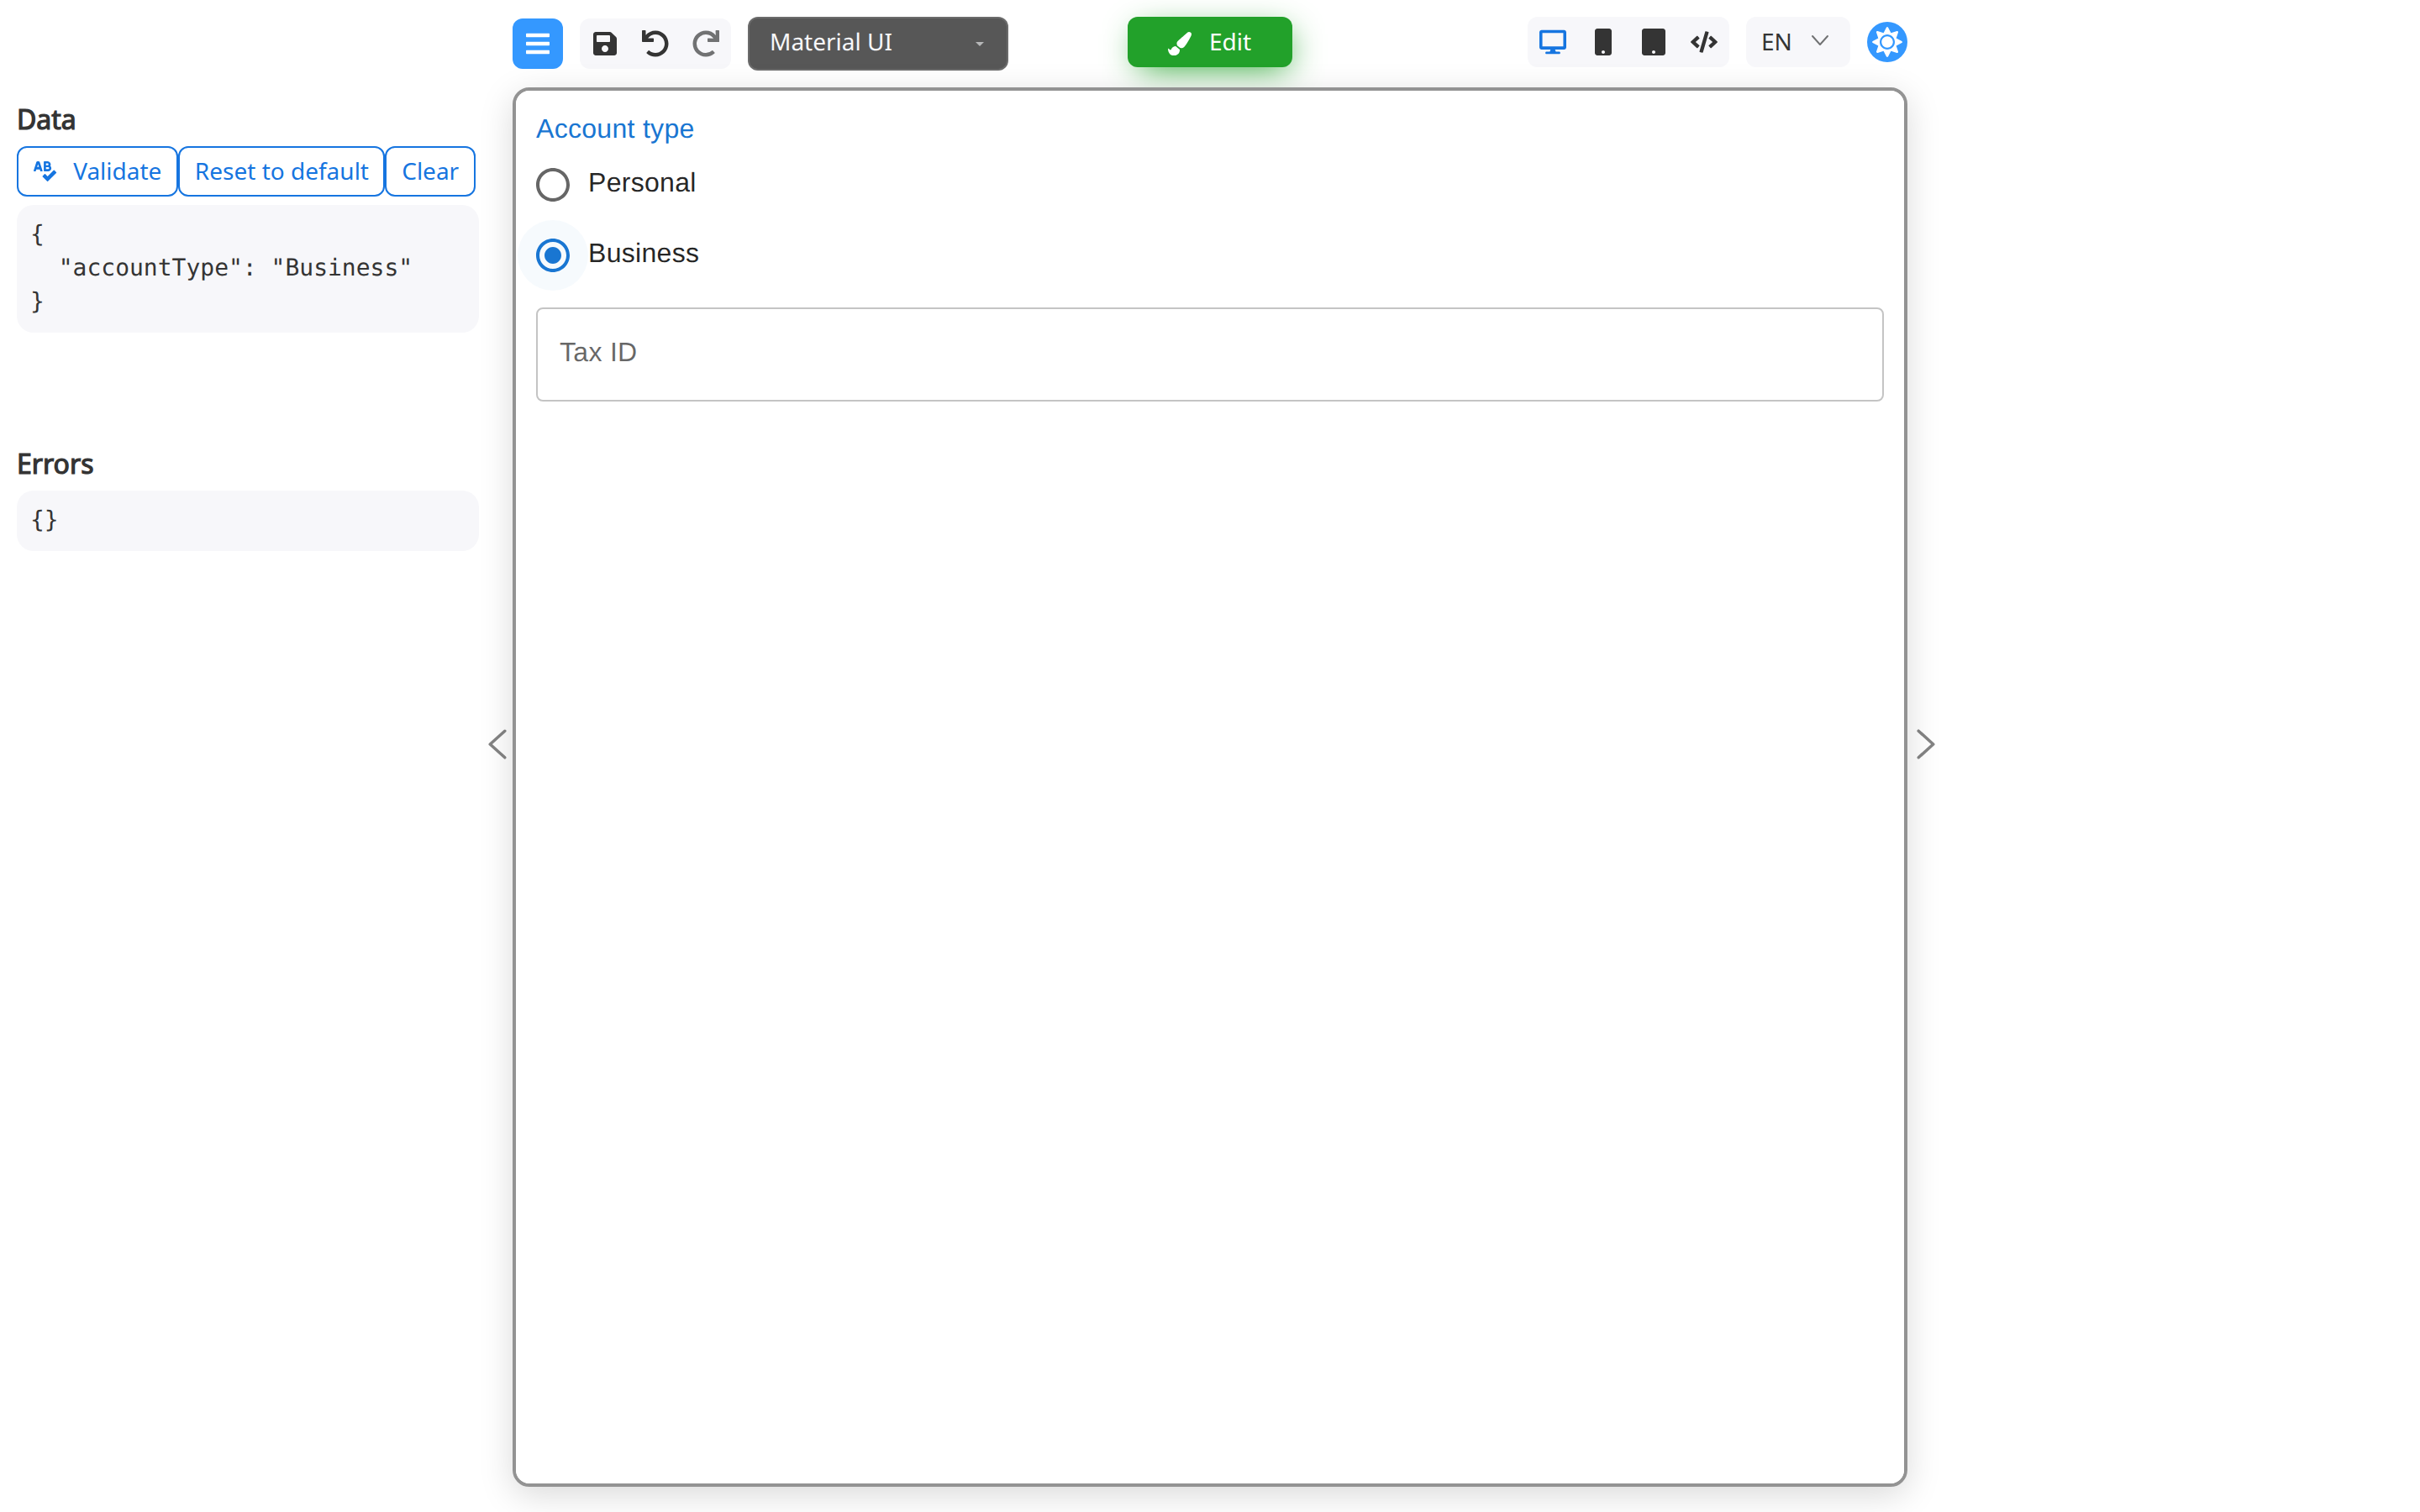 Material UI
Edit
EN
Data
AB Validate
Reset to default
Clear
{
"accountType": "Business"
}
Errors
{}
Account type
Personal
Business
Tax ID